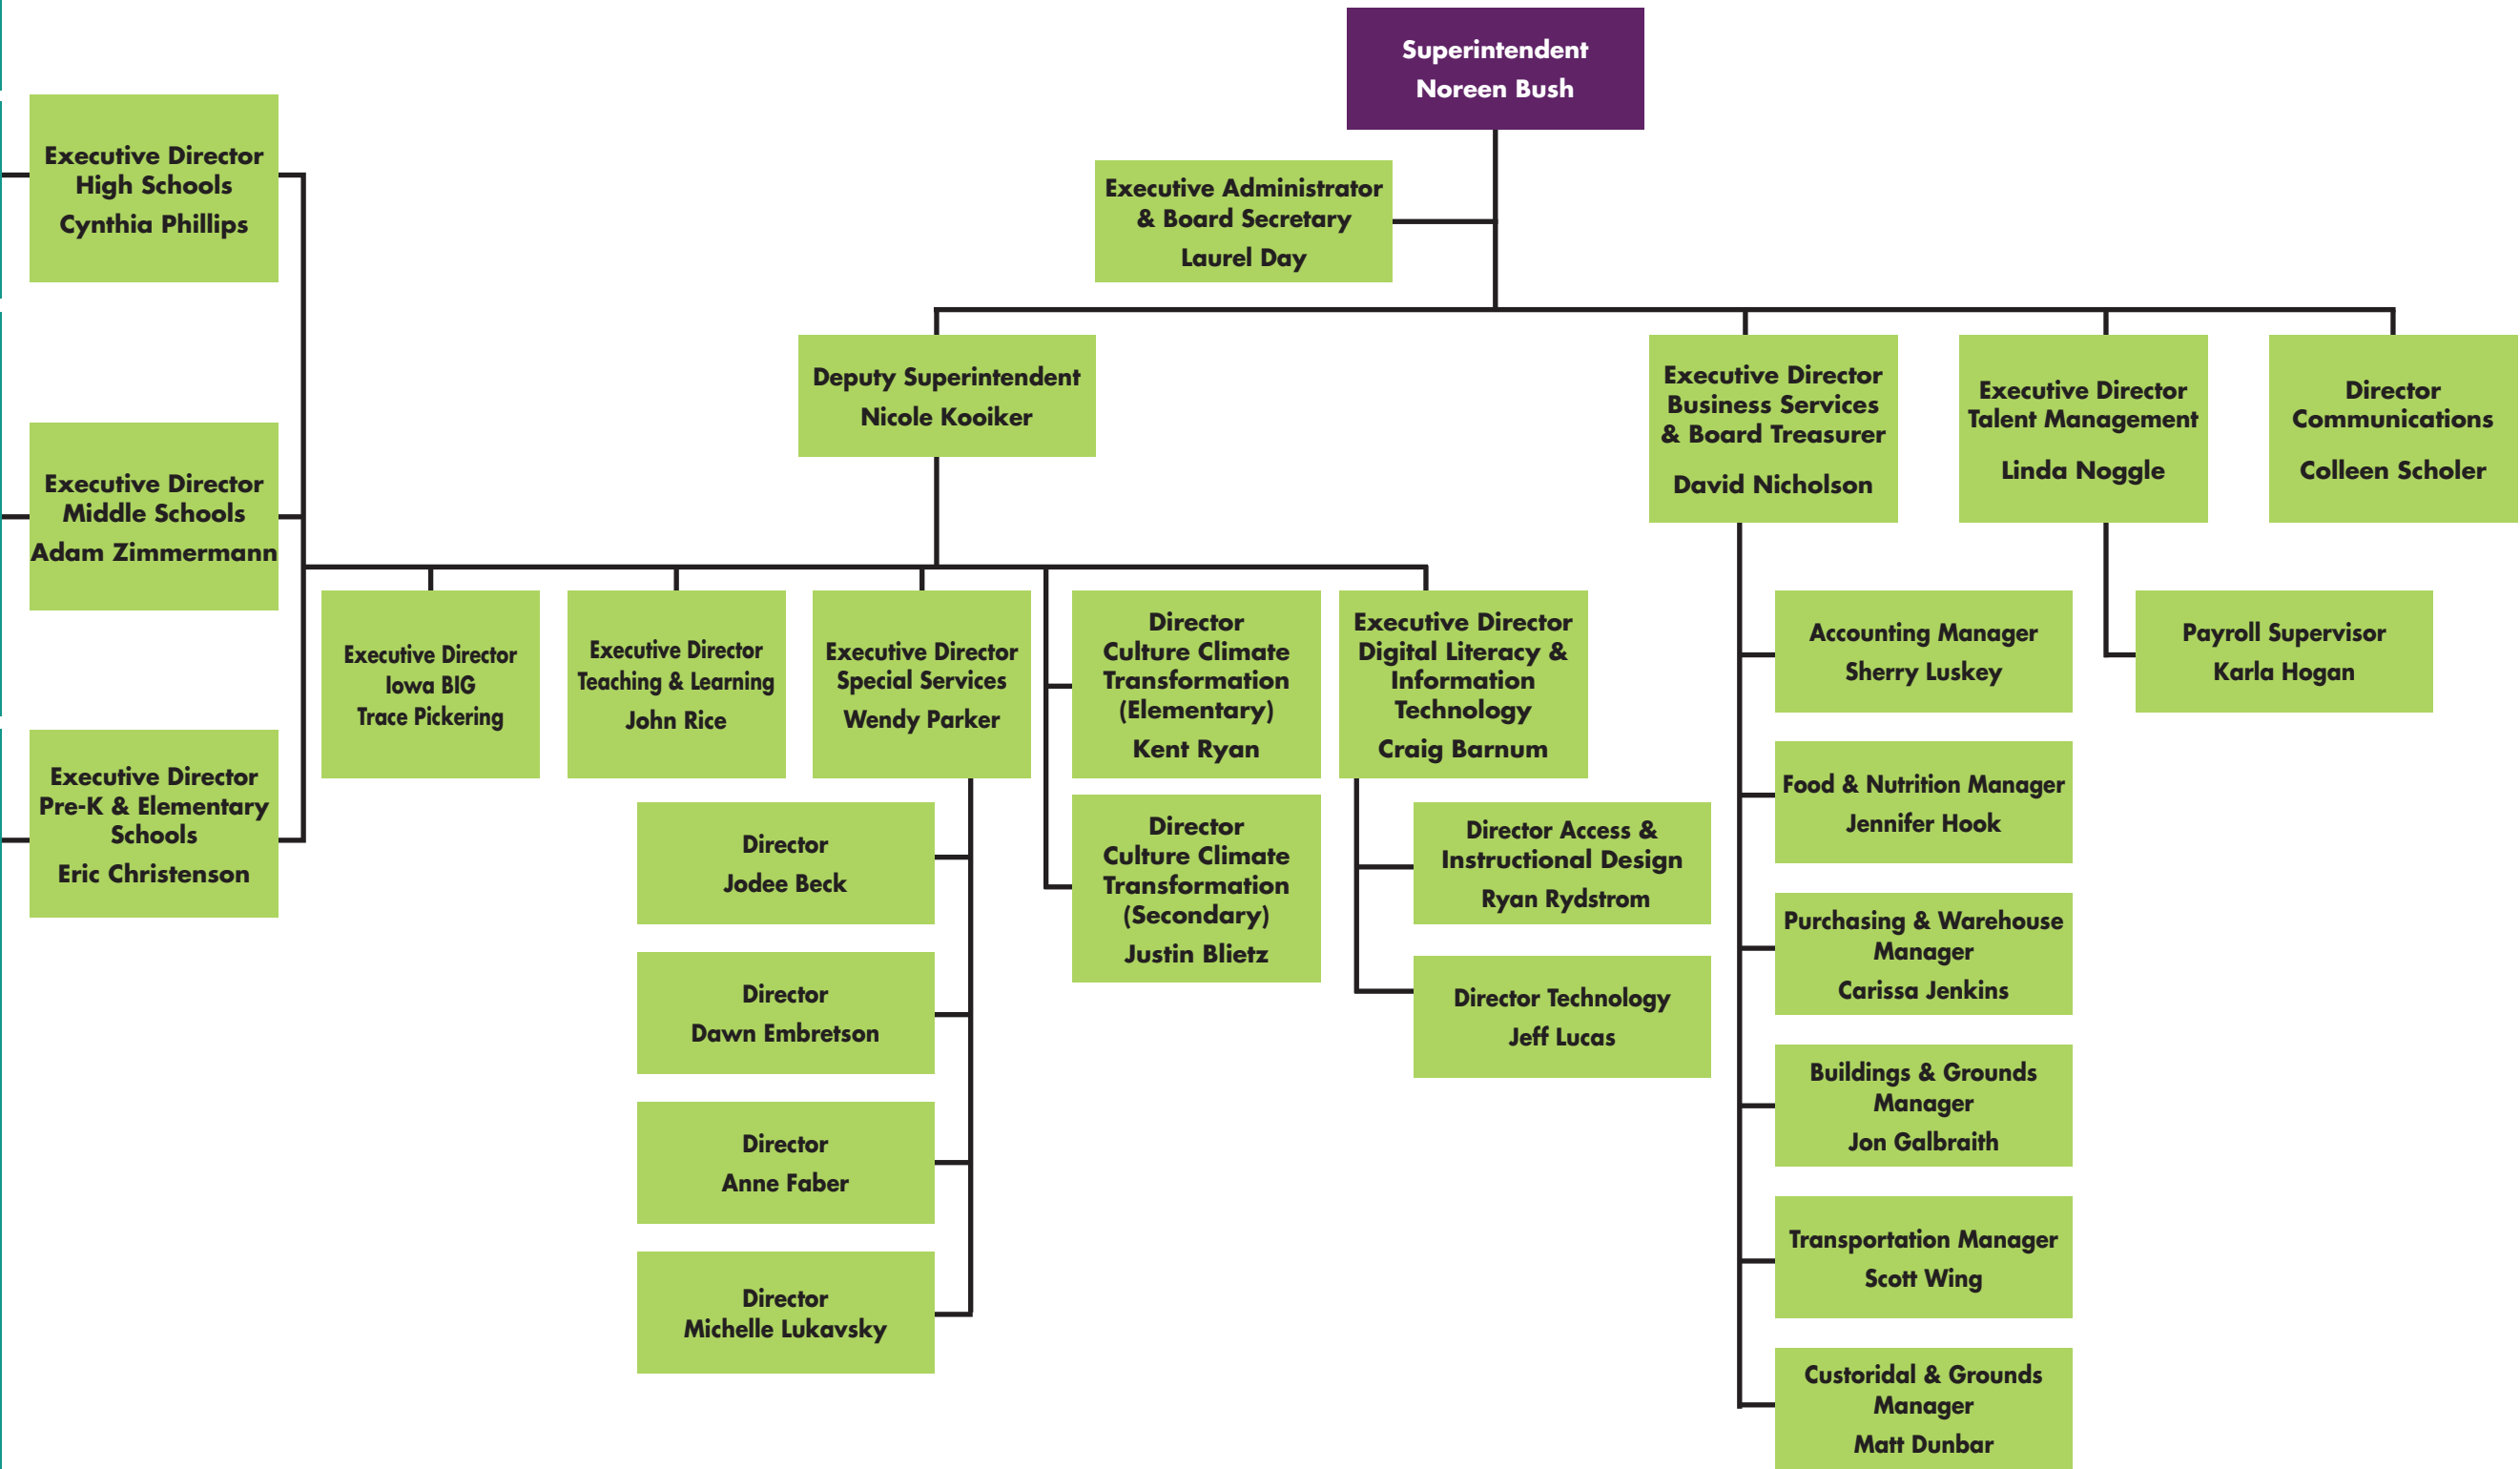 Superintendent
Noreen Bush
Executive Administrator
& Board Secretary
Laurel Day
Executive Director
High Schools
Cynthia Phillips
Executive Director
Middle Schools
Adam Zimmermann
Executive Director
Pre-K & Elementary
Schools
Eric Christenson
Deputy Superintendent
Nicole Kooiker
Executive Director
Business Services
& Board Treasurer
David Nicholson
Executive Director
Talent Management
Linda Noggle
Director
Communications
Colleen Scholer
Executive Director
Iowa BIG
Trace Pickering
Executive Director
Teaching & Learning
John Rice
Executive Director
Special Services
Wendy Parker
Director
Culture Climate
Transformation
(Elementary)
Kent Ryan
Executive Director
Digital Literacy &
Information
Technology
Craig Barnum
Director
Jodee Beck
Director
Dawn Embretson
Director
Anne Faber
Director
Michelle Lukavsky
Director
Culture Climate
Transformation
(Secondary)
Justin Blietz
Director Access &
Instructional Design
Ryan Rydstrom
Director Technology
Jeff Lucas
Accounting Manager
Sherry Luskey
Food & Nutrition Manager
Jennifer Hook
Purchasing & Warehouse
Manager
Carissa Jenkins
Buildings & Grounds
Manager
Jon Galbraith
Transportation Manager
Scott Wing
Custoridal & Grounds
Manager
Matt Dunbar
Payroll Supervisor
Karla Hogan